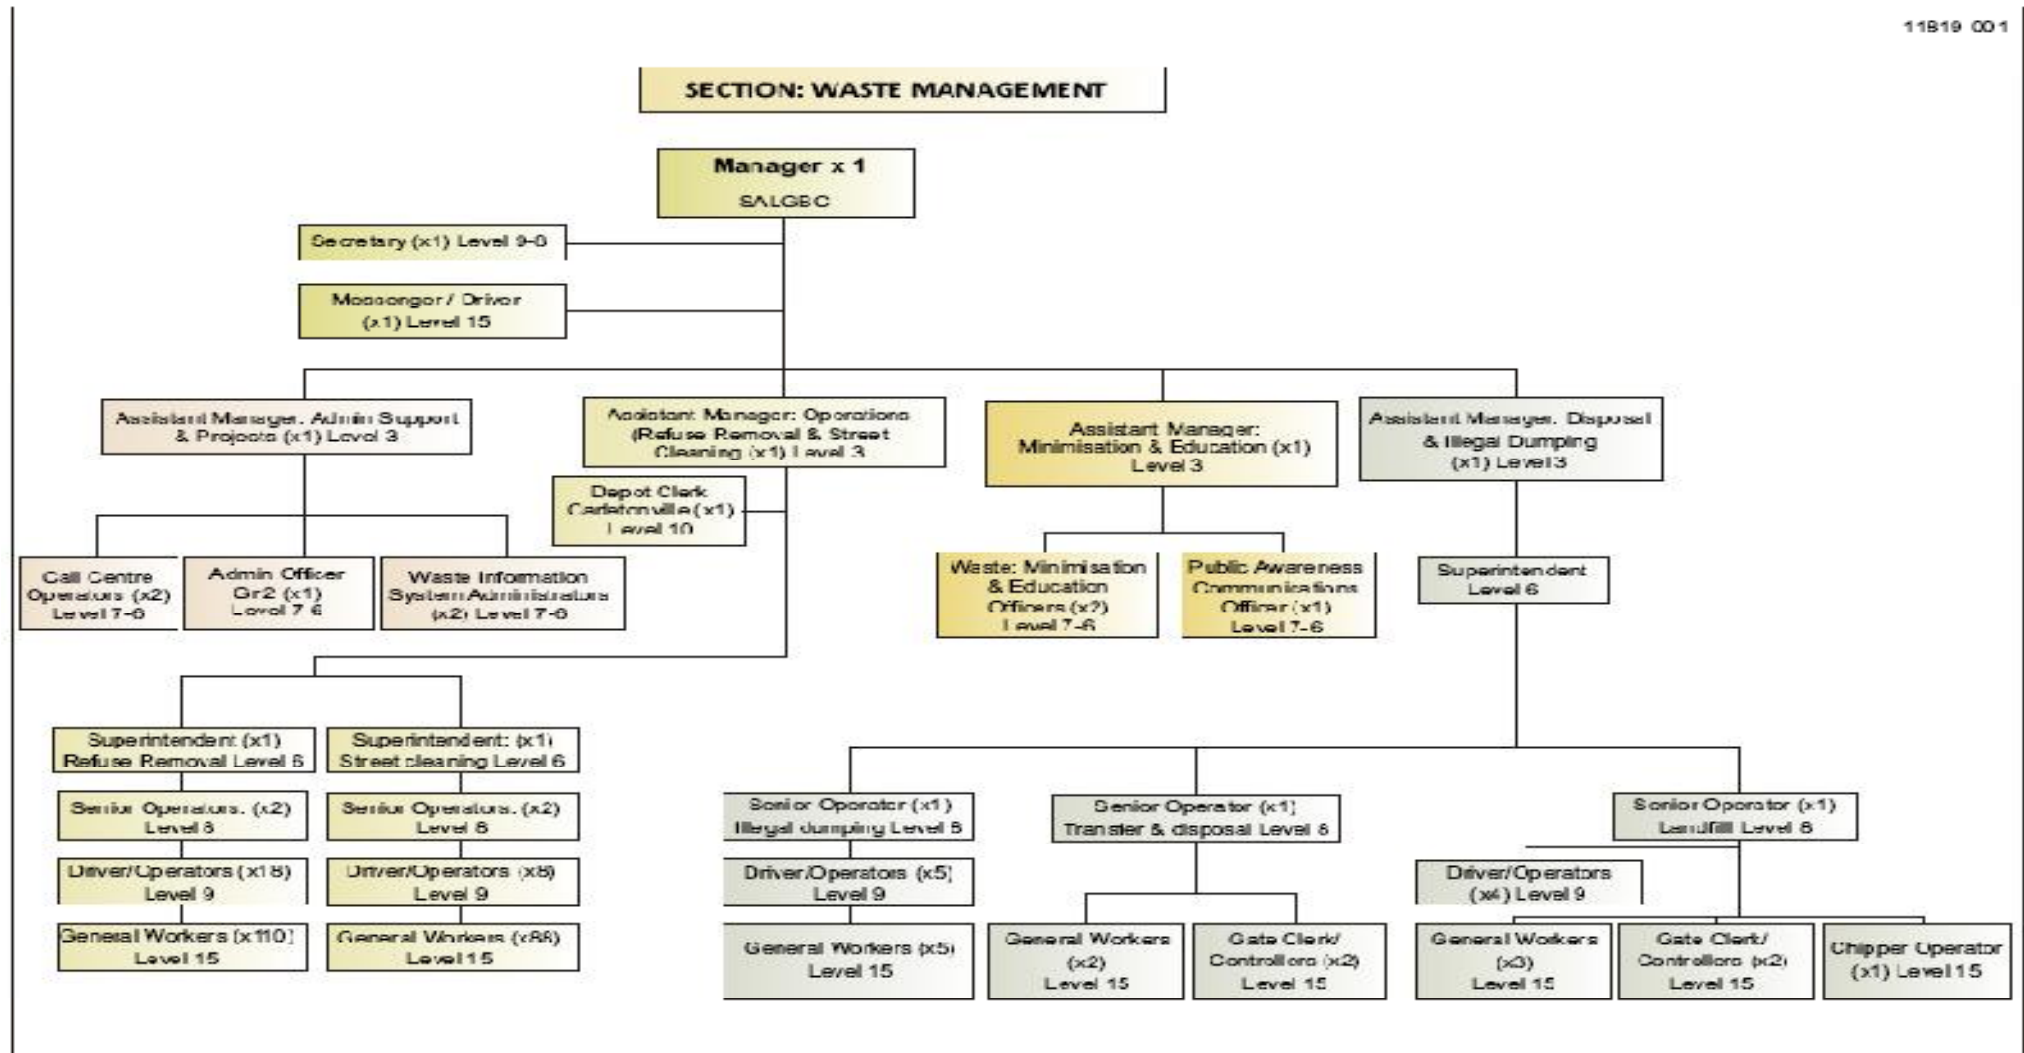 11819 001
SECTION: WASTE MANAGEMENT
Manager x 1
SALGBC
Secretary (x1) Level 9-8
Messenger / Driver
(x1) Level 15
Assistant Manager. Admin Support
& Projects (x1) Level 3
Assistant Manager: Operations
(Refuse Removal & Street
Cleaning (x1) Level 3
Assistant Manager:
Minimisation & Education (x1)
Level 3
Assistant Manager. Disposal
& Illegal Dumping
(x1) Level 3
Depot Clerk
Carletonville (x1)
Level 10
Call Centre
Operators (x2)
Level 7-6
Admin Officer
Gr2 (x1)
Level 7 6
Waste Information
System Administrators
(x2) Level 7-6
Waste: Minimisation
& Education
Officers (x2)
Level 7-6
Public Awareness
Communications
Officer (x1)
Level 7-6
Superintendent
Level 6
Superintendent (x1)
Refuse Removal Level 6
Superintendent: (x1)
Street cleaning Level 6
Senior Operators. (x2)
Level 8
Senior Operators. (x2)
Level 8
Driver/Operators (x18)
Level 9
Driver/Operators (x8)
Level 9
General Workers (x110)
Level 15
General Workers
Level 15
Senior Operator (x1)
Illegal dumping Level 8
Senior Operator (x1)
Transfer & disposal Level 8
Senior Operator (x1)
Landfill Level 8
Driver/Operators (x5)
Level 9
Driver/Operators
(x4) Level 9
General Workers (x5)
Level 15
General Workers
(x2)
Level 15
Gate Clerk/
Controllers (x2)
Level 15
General Workers
(x3)
Level 15
Gate Clerk/
Controllers (x2)
Level 15
Chipper Operator
(x1) Level 15